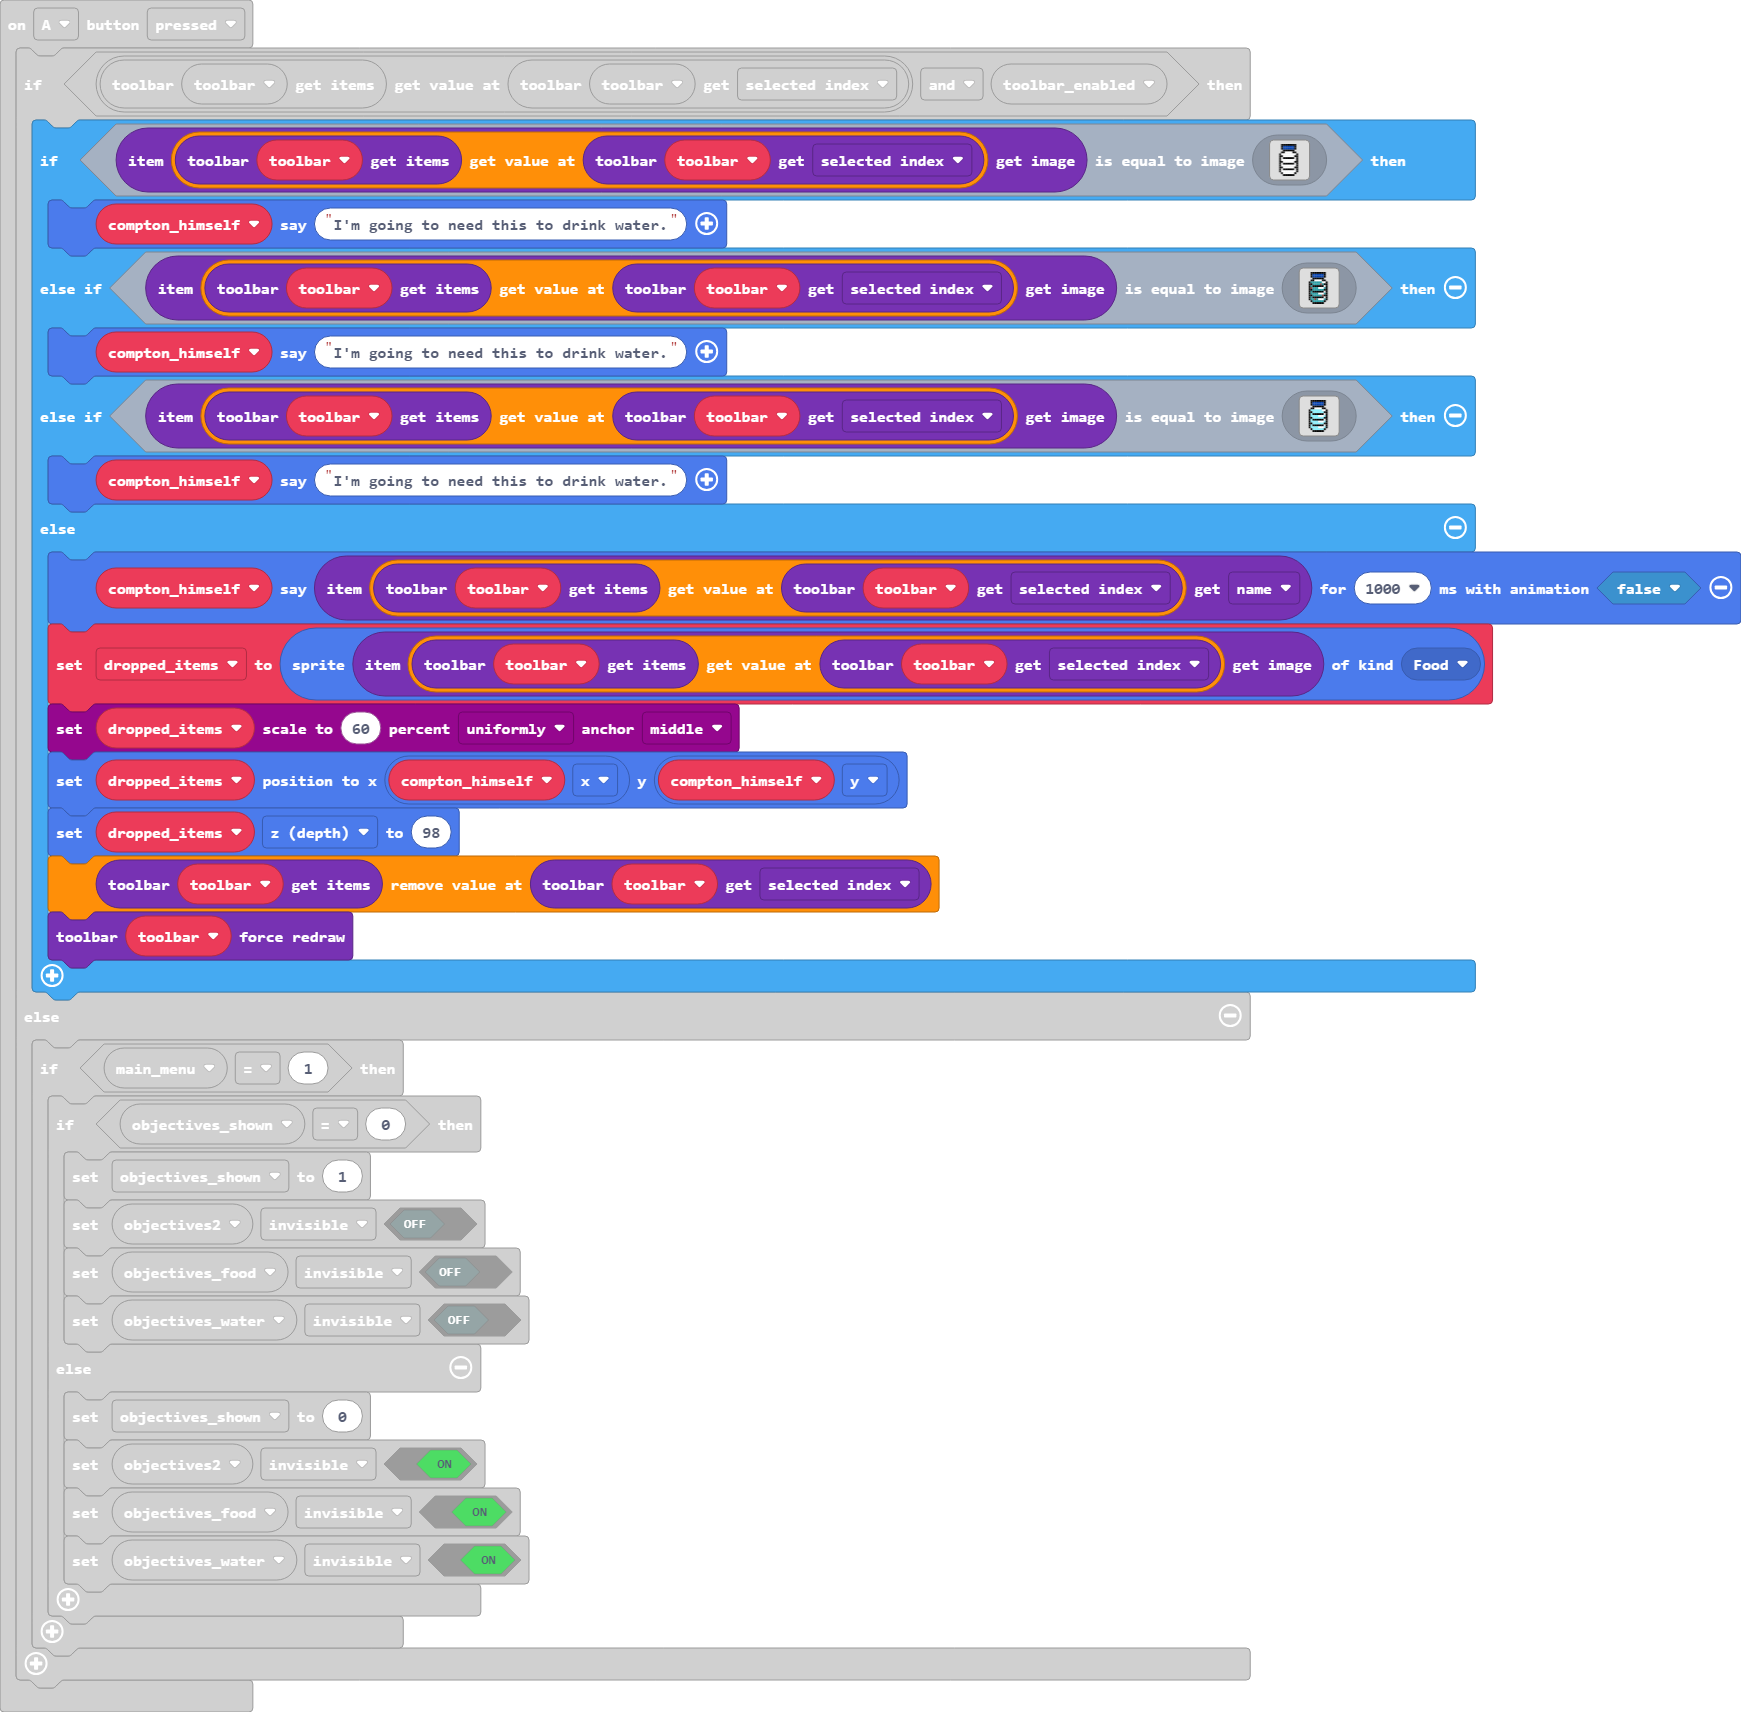 on A button pressed
if toolbar toolbar get items get value at toolbar toolbar get selected index and toolbar_enabled then
if item toolbar toolbar get items get value at toolbar toolbar get selected index get image is equal to image then
compton_himself say "I'm going to need this to drink water."
else if item toolbar toolbar get items get value at toolbar toolbar get selected index get image is equal to image then
compton_himself say "I'm going to need this to drink water."
else if item toolbar toolbar get items get value at toolbar toolbar get selected index get image is equal to image then
compton_himself say "I'm going to need this to drink water."
else
compton_himself say item toolbar toolbar get items get value at toolbar toolbar get selected index get name for 1000 ms with animation false
set dropped_items to sprite item toolbar toolbar get items get value at toolbar toolbar get selected index get image of kind Food
set dropped_items scale to 60 percent uniformly anchor middle
set dropped_items position to x compton_himself x y compton_himself y
set dropped_items z (depth) to 98
toolbar toolbar get items remove value at toolbar toolbar get selected index
toolbar toolbar force redraw
else
if main_menu = 1 then
if objectives_shown = 0 then
set objectives_shown to 1
set objectives2 invisible OFF
set objectives_food invisible OFF
set objectives_water invisible OFF
else
set objectives_shown to 0
set objectives2 invisible ON
set objectives_food invisible ON
set objectives_water invisible ON